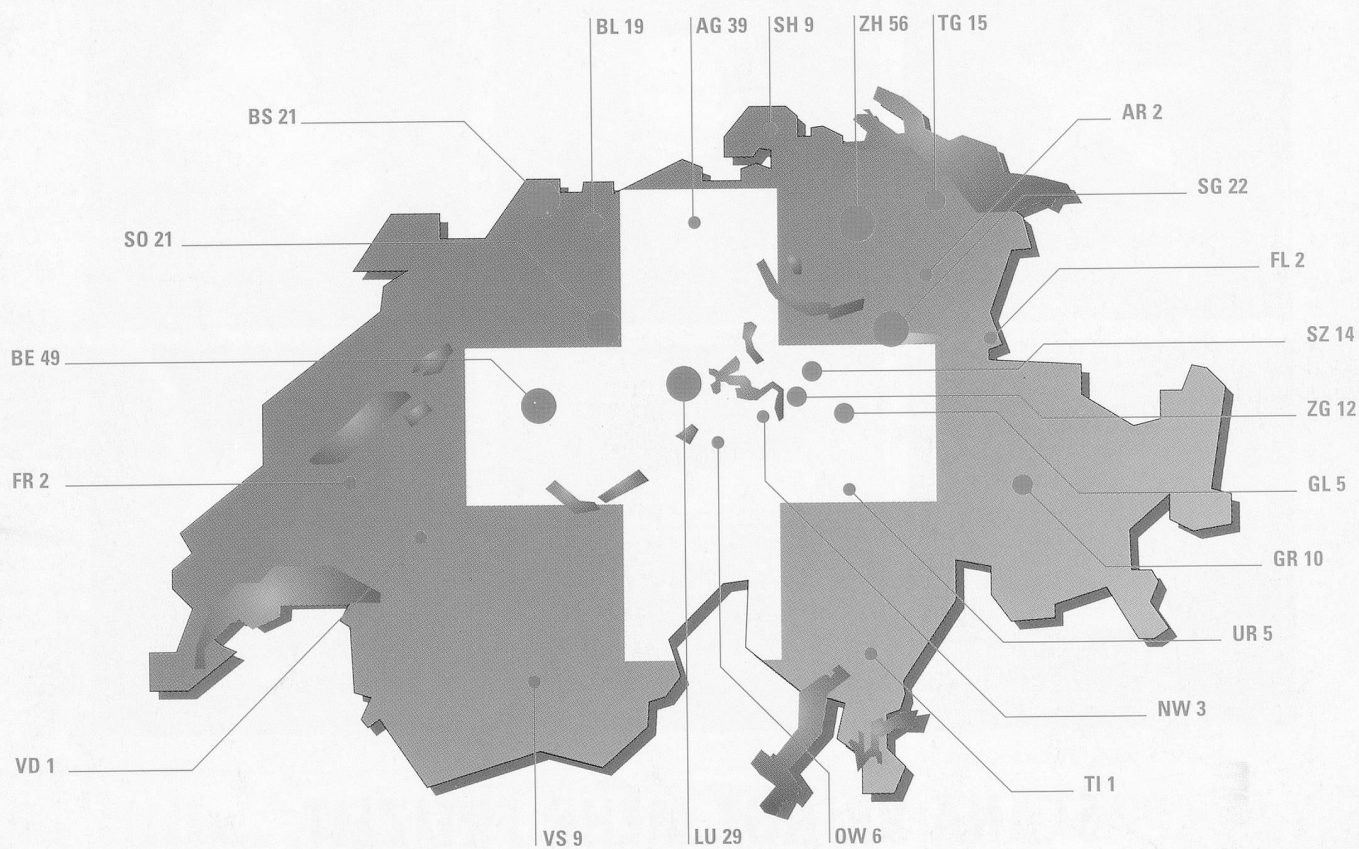 BL 19
AG 39
SH 9
ZH 56
TG 15
BS 21
AR 2
SG 22
SO 21
FL 2
SZ 14
BE 49
ZG 12
FR 2
GL 5
GR 10
UR 5
NW 3
VD 1
TI 1
VS 9
LU 29
OW 6